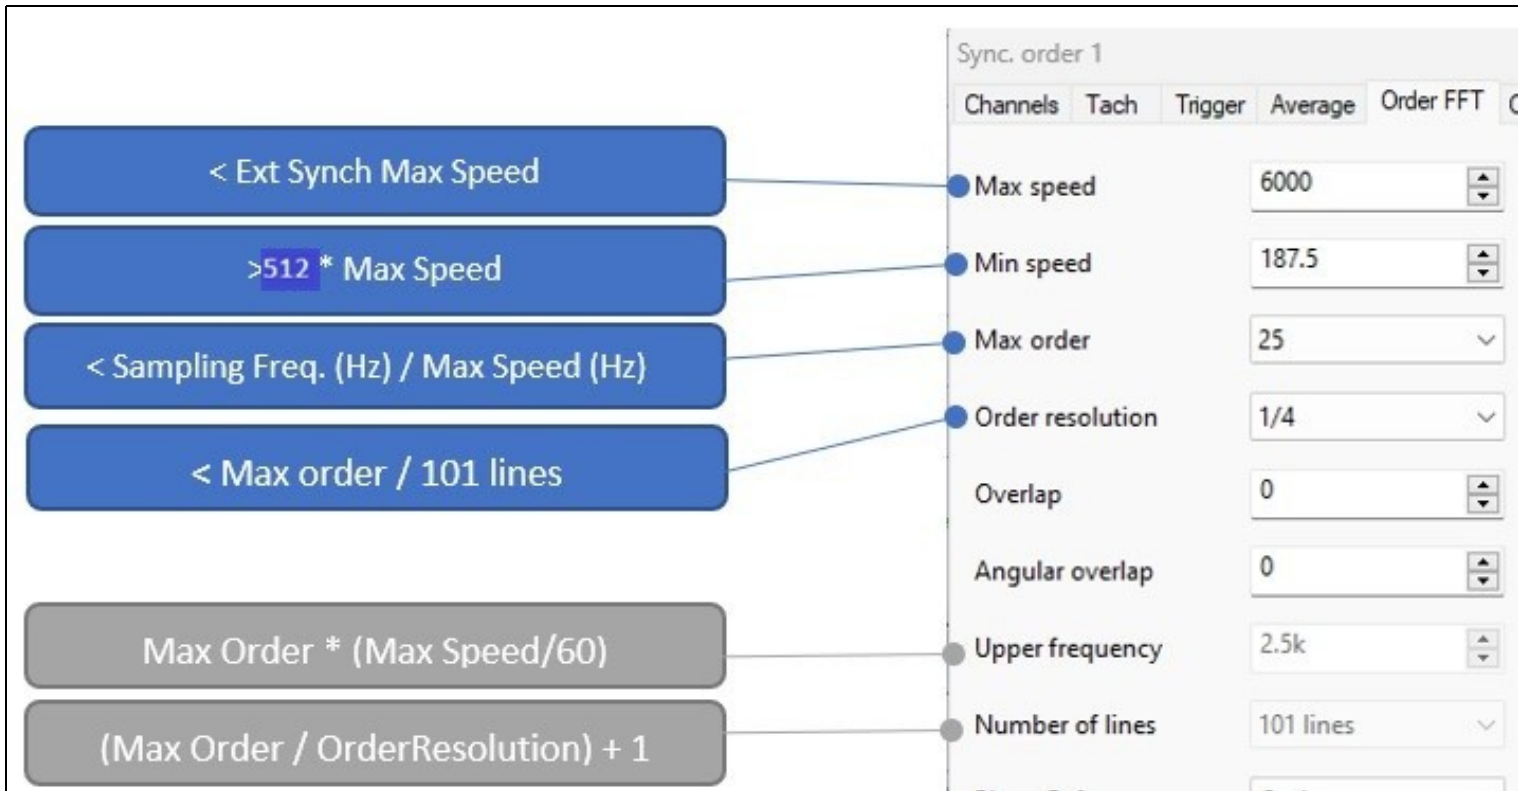 Sync. order 1
Channels Tach Trigger Average Order FFT
< Ext Synch Max Speed
Max speed 6000
>512 * Max Speed
Min speed 187.5
< Sampling Freq. (Hz) / Max Speed (Hz)
Max order 25
< Max order / 101 lines
Order resolution 1/4
Overlap 0
Angular overlap 0
Max Order * (Max Speed/60)
Upper frequency 2.5k
(Max Order / OrderResolution) + 1
Number of lines 101 lines